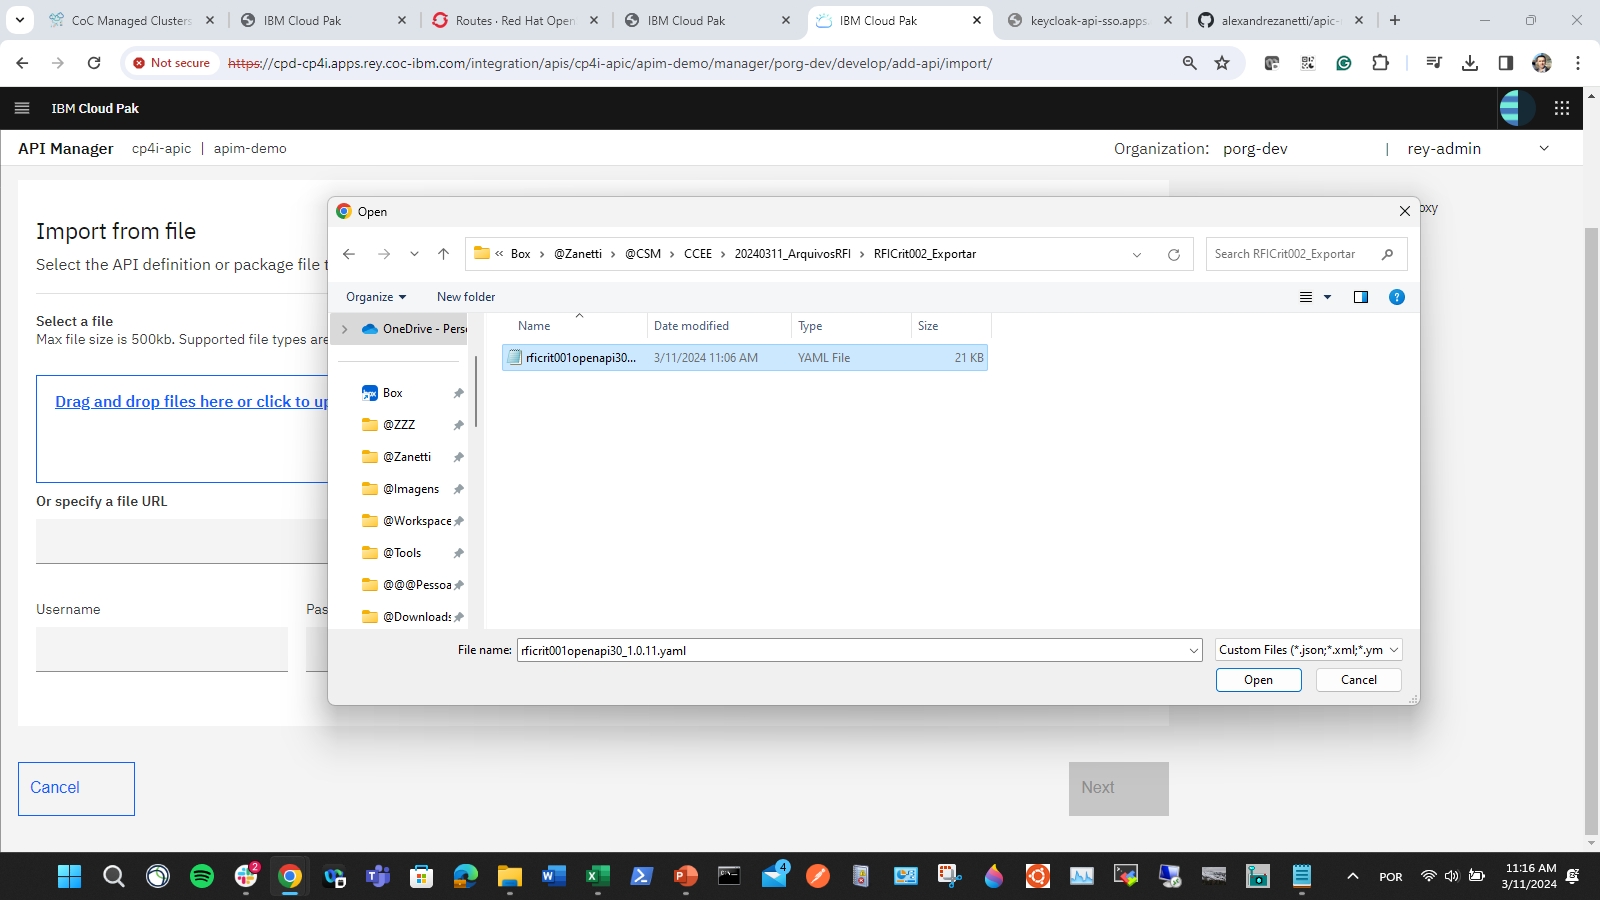 CoC Managed Clusters
IBM Cloud Pak
Routes · Red Hat Open
IBM Cloud Pak
IBM Cloud Pak
keycloak-api-sso.apps.
alexandrezanetti/apic-
Not secure
https://cpd-cp4i.apps.rey.coc-ibm.com/integration/apis/cp4i-apic/apim-demo/manager/porg-dev/develop/add-api/import/
IBM Cloud Pak
API Manager cp4i-apic | apim-demo
Organization: porg-dev | rey-admin
oxy
Import from file
Select the API definition or package file t
Select a file
Max file size is 500kb. Supported file types are
Drag and drop files here or click to up
Or specify a file URL
Username
Pas
Cancel
Next
Open
« Box > @Zanetti > @CSM > CCEE > 20240311_ArquivosRFI > RFICrit002_Exportar
Search RFICrit002_Exportar
Organize
New folder
OneDrive - Pers
Box
@ZZZ
@Zanetti
@Imagens
@Workspace
@Tools
@@@Pessoa
@Downloads
Name Date modified Type Size
rficrit001openapi30... 3/11/2024 11:06 AM YAML File 21 KB
File name: rficrit001openapi30_1.0.11.yaml
Custom Files (*.json;*.xml;*.ym
Open
Cancel
2
4
POR
11:16 AM
3/11/2024